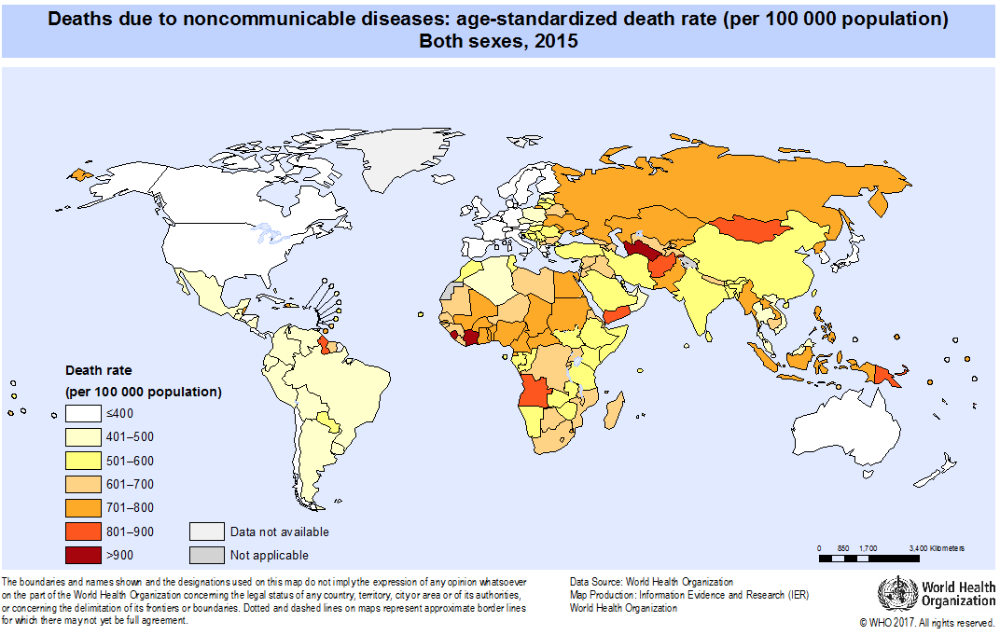 Deaths due to noncommunicable diseases: age-standardized death rate (per 100 000 population)
Both sexes, 2015
Death rate
(per 100 000 population)
≤400
401–500
501–600
601–700
701–800
801–900
>900
Data not available
Not applicable
0 850 1,700 3,400 Kilometers
The boundaries and names shown and the designations used on this map do not imply the expression of any opinion whatsoever
on the part of the World Health Organization concerning the legal status of any country, territory, city or area or of its authorities,
or concerning the delimitation of its frontiers or boundaries. Dotted and dashed lines on maps represent approximate border lines
for which there may not yet be full agreement.
Data Source: World Health Organization
Map Production: Information Evidence and Research (IER)
World Health Organization
World Health
Organization
© WHO 2017. All rights reserved.